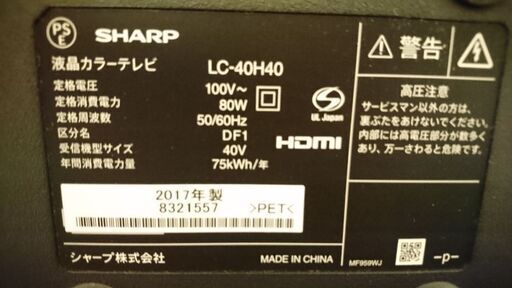 PS
E
SHARP
液晶カラーテレビ LC-40H40
定格電圧 100V~
定格消費電力 80W
定格周波数 50/60Hz
区分名 DF1
受信機型サイズ 40V
年間消費電力量 75kWh/年
S
UL Japan
HDMI
2017年製
8321557 >PET<
シャープ株式会社 MADE IN CHINA
警告
高圧注意
サービスマン以外の方は、
裏ぶたをあけないでください。
内部には高電圧部分が数多く
あり、万一さわると危険です。
MF959WJ
-p-